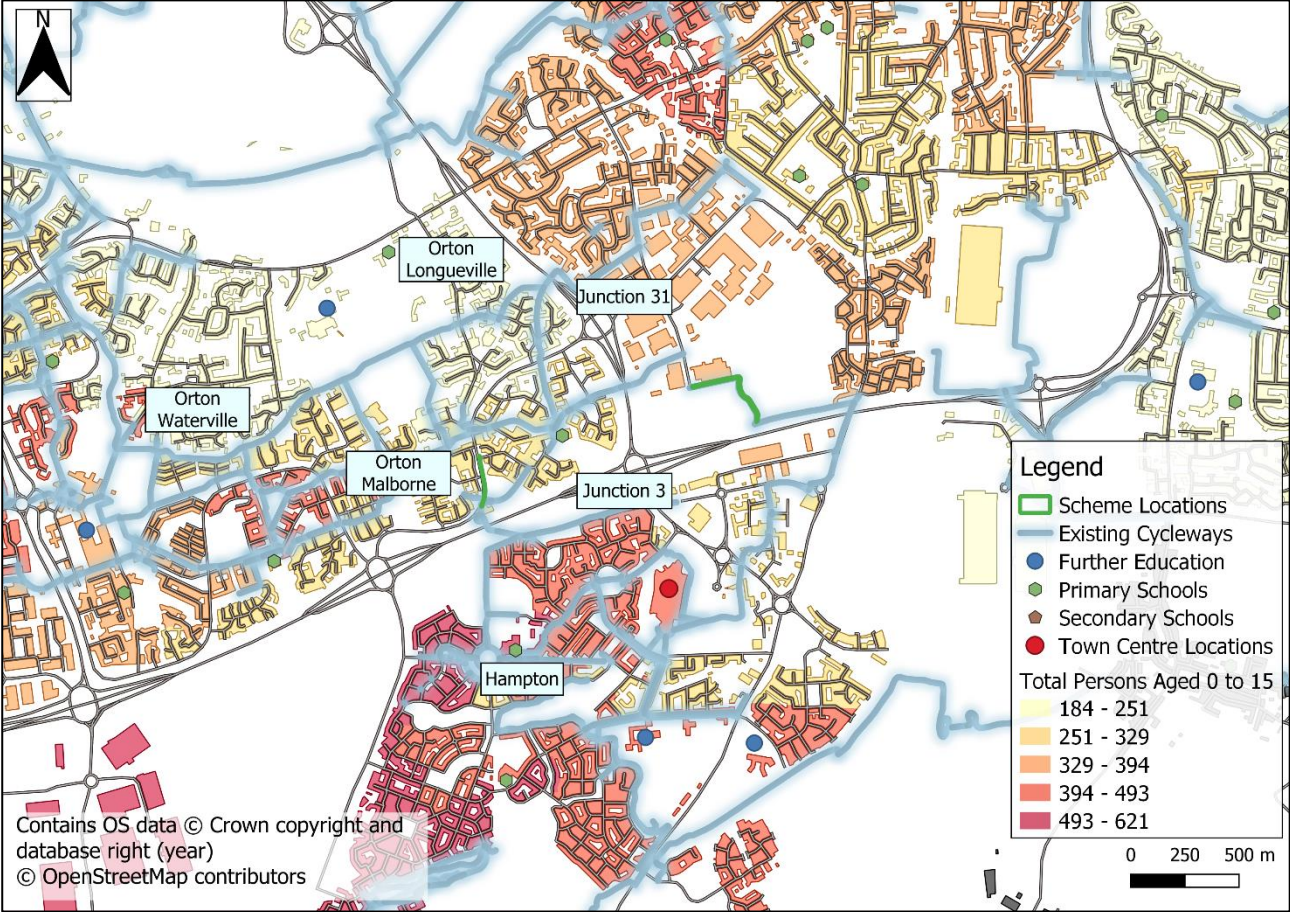 N
Orton
Longueville
Junction 31
Orton
Waterville
Orton
Malborne
Junction 3
Hampton
Legend
Scheme Locations
Existing Cycleways
Further Education
Primary Schools
Secondary Schools
Town Centre Locations
Total Persons Aged 0 to 15
184 - 251
251 - 329
329 - 394
394 - 493
493 - 621
0 250 500 m
Contains OS data © Crown copyright and
database right (year)
© OpenStreetMap contributors